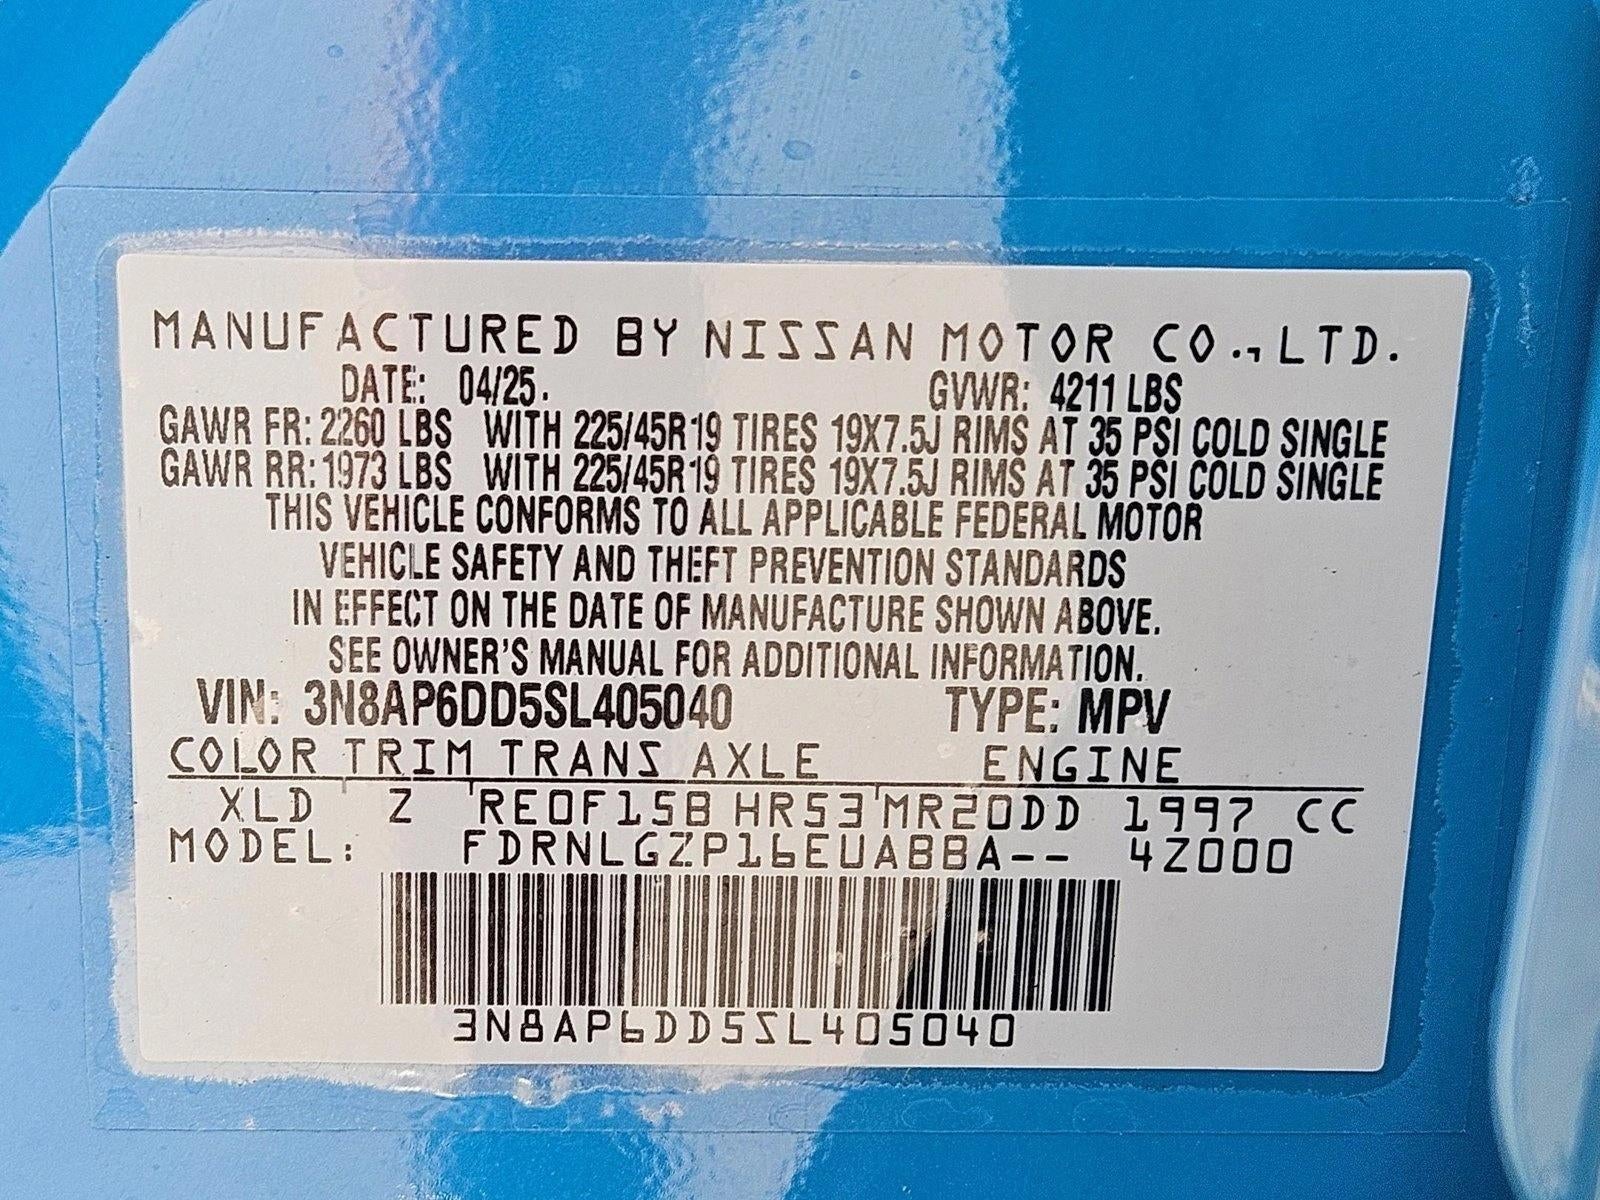 MANUFACTURED BY NISSAN MOTOR CO., LTD.
DATE: 04/25. GVWR: 4211 LBS
GAWR FR: 2260 LBS WITH 225/45R19 TIRES 19X7.5J RIMS AT 35 PSI COLD SINGLE
GAWR RR: 1973 LBS WITH 225/45R19 TIRES 19X7.5J RIMS AT 35 PSI COLD SINGLE
THIS VEHICLE CONFORMS TO ALL APPLICABLE FEDERAL MOTOR
VEHICLE SAFETY AND THEFT PREVENTION STANDARDS
IN EFFECT ON THE DATE OF MANUFACTURE SHOWN ABOVE.
SEE OWNER'S MANUAL FOR ADDITIONAL INFORMATION.
VIN: 3N8AP6DD5SL405040 TYPE: MPV
COLOR TRIM TRANS AXLE ENGINE
XLD Z RE0F15B HR53 MR20DD 1997 CC
MODEL: FDRNLGZP16EUABBA-- 4Z000
3N8AP6DD5SL405040